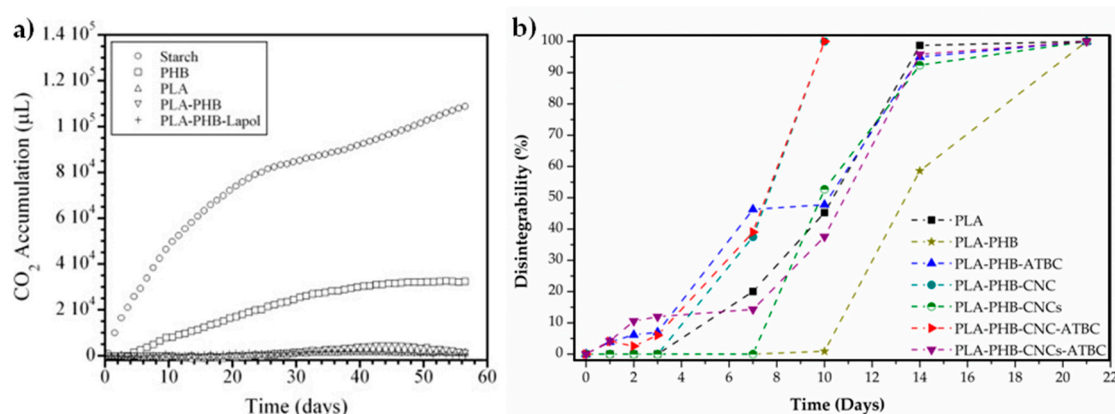 a)
1.4 10⁵
1.2 10⁵
1 10⁵
8 10⁴
6 10⁴
4 10⁴
2 10⁴
0
CO₂ Accumulation (µL)
Starch
PHB
PLA
PLA-PHB
PLA-PHB-Lapol
0 10 20 30 40 50 60
Time (days)
b)
100
90
80
70
60
50
40
30
20
10
0
Disintegrability (%)
PLA
PLA-PHB
PLA-PHB-ATBC
PLA-PHB-CNC
PLA-PHB-CNCs
PLA-PHB-CNC-ATBC
PLA-PHB-CNCs-ATBC
0 2 4 6 8 10 12 14 16 18 20 22
Time (Days)